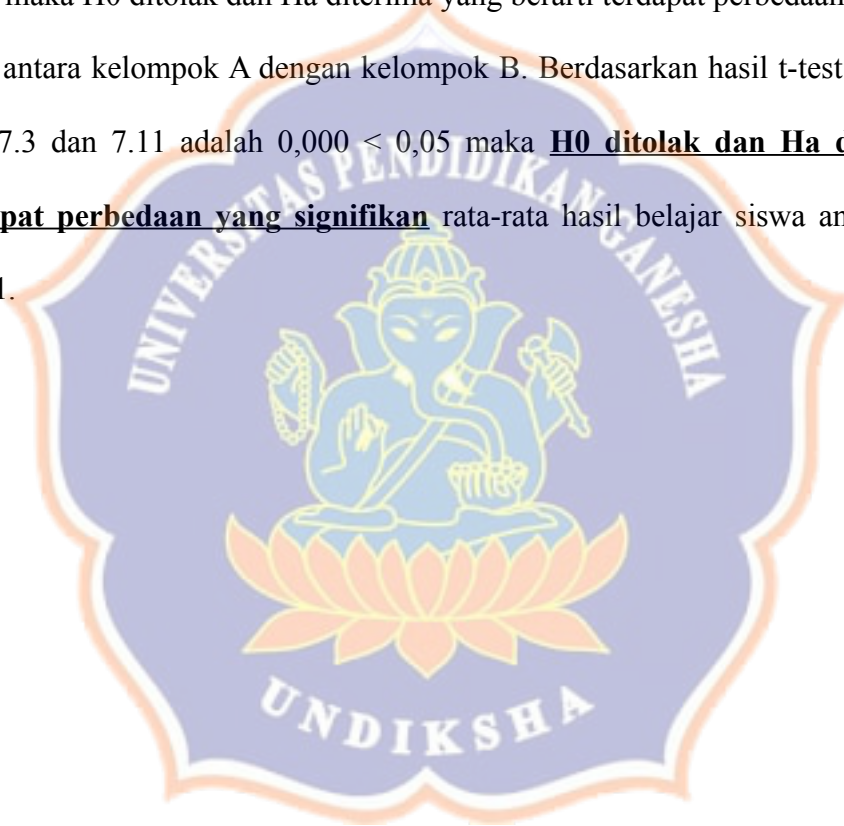 maka H0 ditolak dan Ha diterima yang berarti terdapat perbedaan
antara kelompok A dengan kelompok B. Berdasarkan hasil t-test
7.3 dan 7.11 adalah 0,000 < 0,05 maka H0 ditolak dan Ha d
pat perbedaan yang signifikan rata-rata hasil belajar siswa an
1.
UNIVERSITAS PENDIDIKAN GANESHA
UNDIKSHA